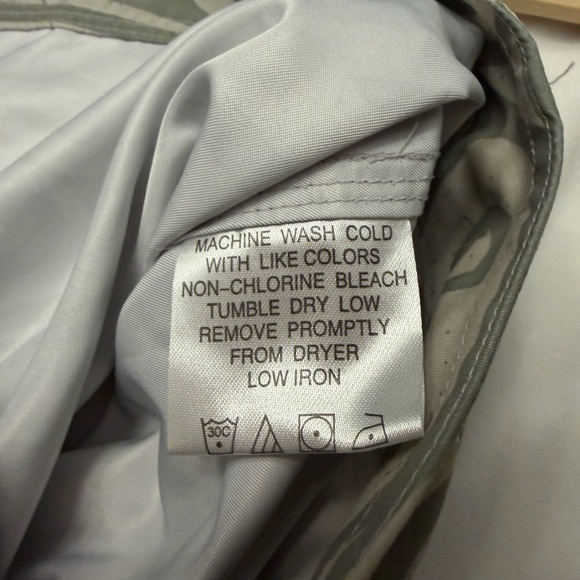 MACHINE WASH COLD
WITH LIKE COLORS
NON-CHLORINE BLEACH
TUMBLE DRY LOW
REMOVE PROMPTLY
FROM DRYER
LOW IRON
30C